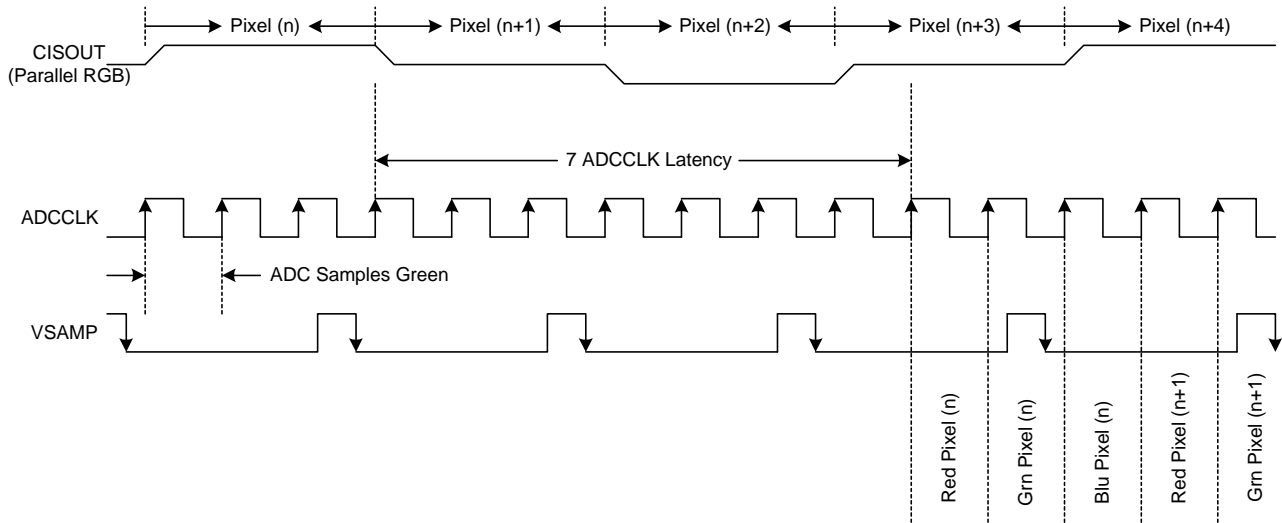 Pixel (n)
Pixel (n+1)
Pixel (n+2)
Pixel (n+3)
Pixel (n+4)
CISOUT
(Parallel RGB)
7 ADCCLK Latency
ADCCLK
ADC Samples Green
VSAMP
Red Pixel (n)
Grn Pixel (n)
Blu Pixel (n)
Red Pixel (n+1)
Grn Pixel (n+1)